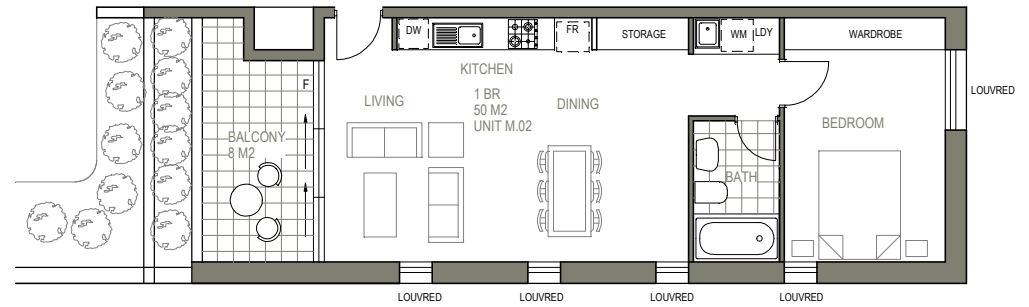 DW
FR
STORAGE
WM
LDY
WARDROBE
LOUVRED
F
KITCHEN
1 BR
50 M2
UNIT M.02
LIVING
DINING
BEDROOM
BALCONY
8 M2
BATH
LOUVRED
LOUVRED
LOUVRED
LOUVRED